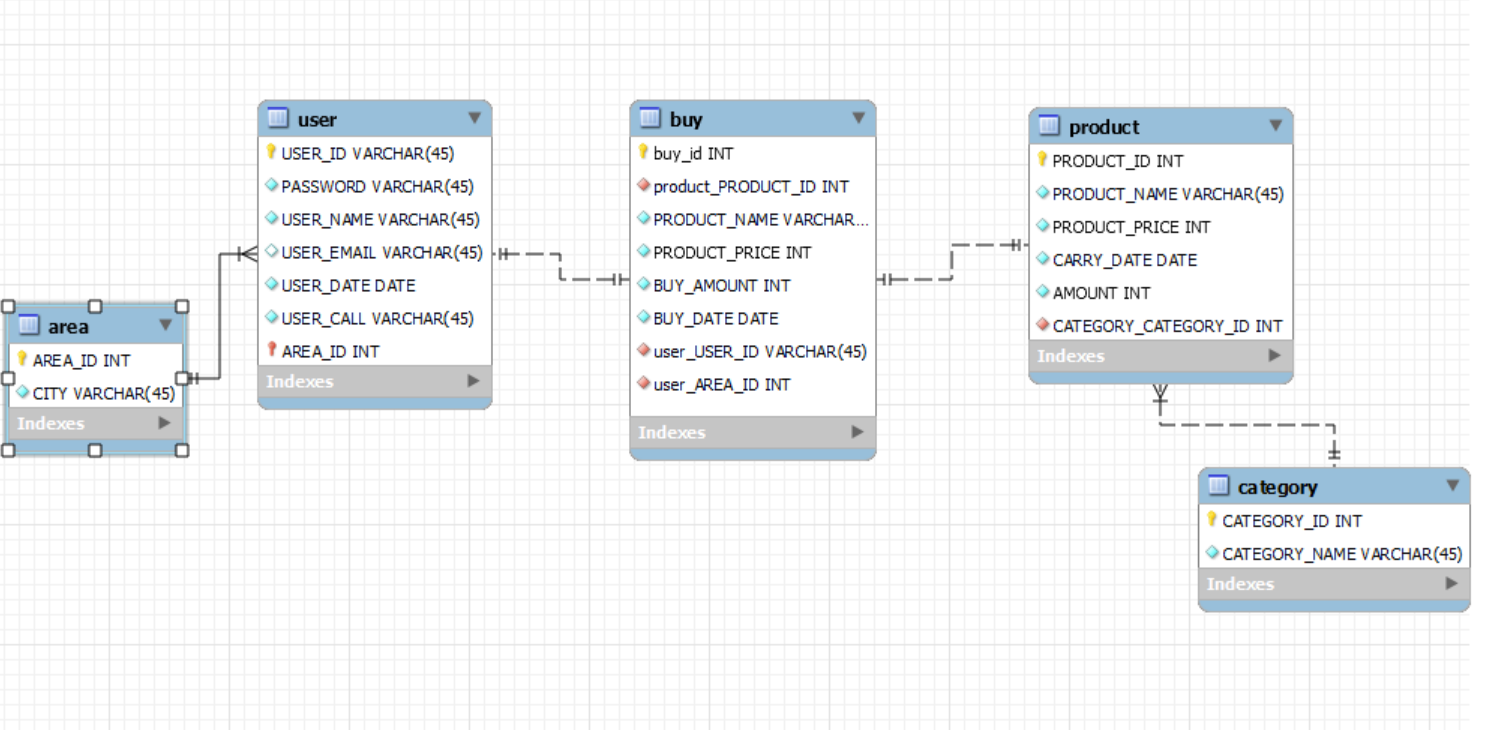 user
USER_ID VARCHAR(45)
PASSWORD VARCHAR(45)
USER_NAME VARCHAR(45)
USER_EMAIL VARCHAR(45)
USER_DATE DATE
USER_CALL VARCHAR(45)
AREA_ID INT
Indexes
buy
buy_id INT
product_PRODUCT_ID INT
PRODUCT_NAME VARCHAR...
PRODUCT_PRICE INT
BUY_AMOUNT INT
BUY_DATE DATE
user_USER_ID VARCHAR(45)
user_AREA_ID INT
Indexes
product
PRODUCT_ID INT
PRODUCT_NAME VARCHAR(45)
PRODUCT_PRICE INT
CARRY_DATE DATE
AMOUNT INT
CATEGORY_CATEGORY_ID INT
Indexes
area
AREA_ID INT
CITY VARCHAR(45)
Indexes
category
CATEGORY_ID INT
CATEGORY_NAME VARCHAR(45)
Indexes